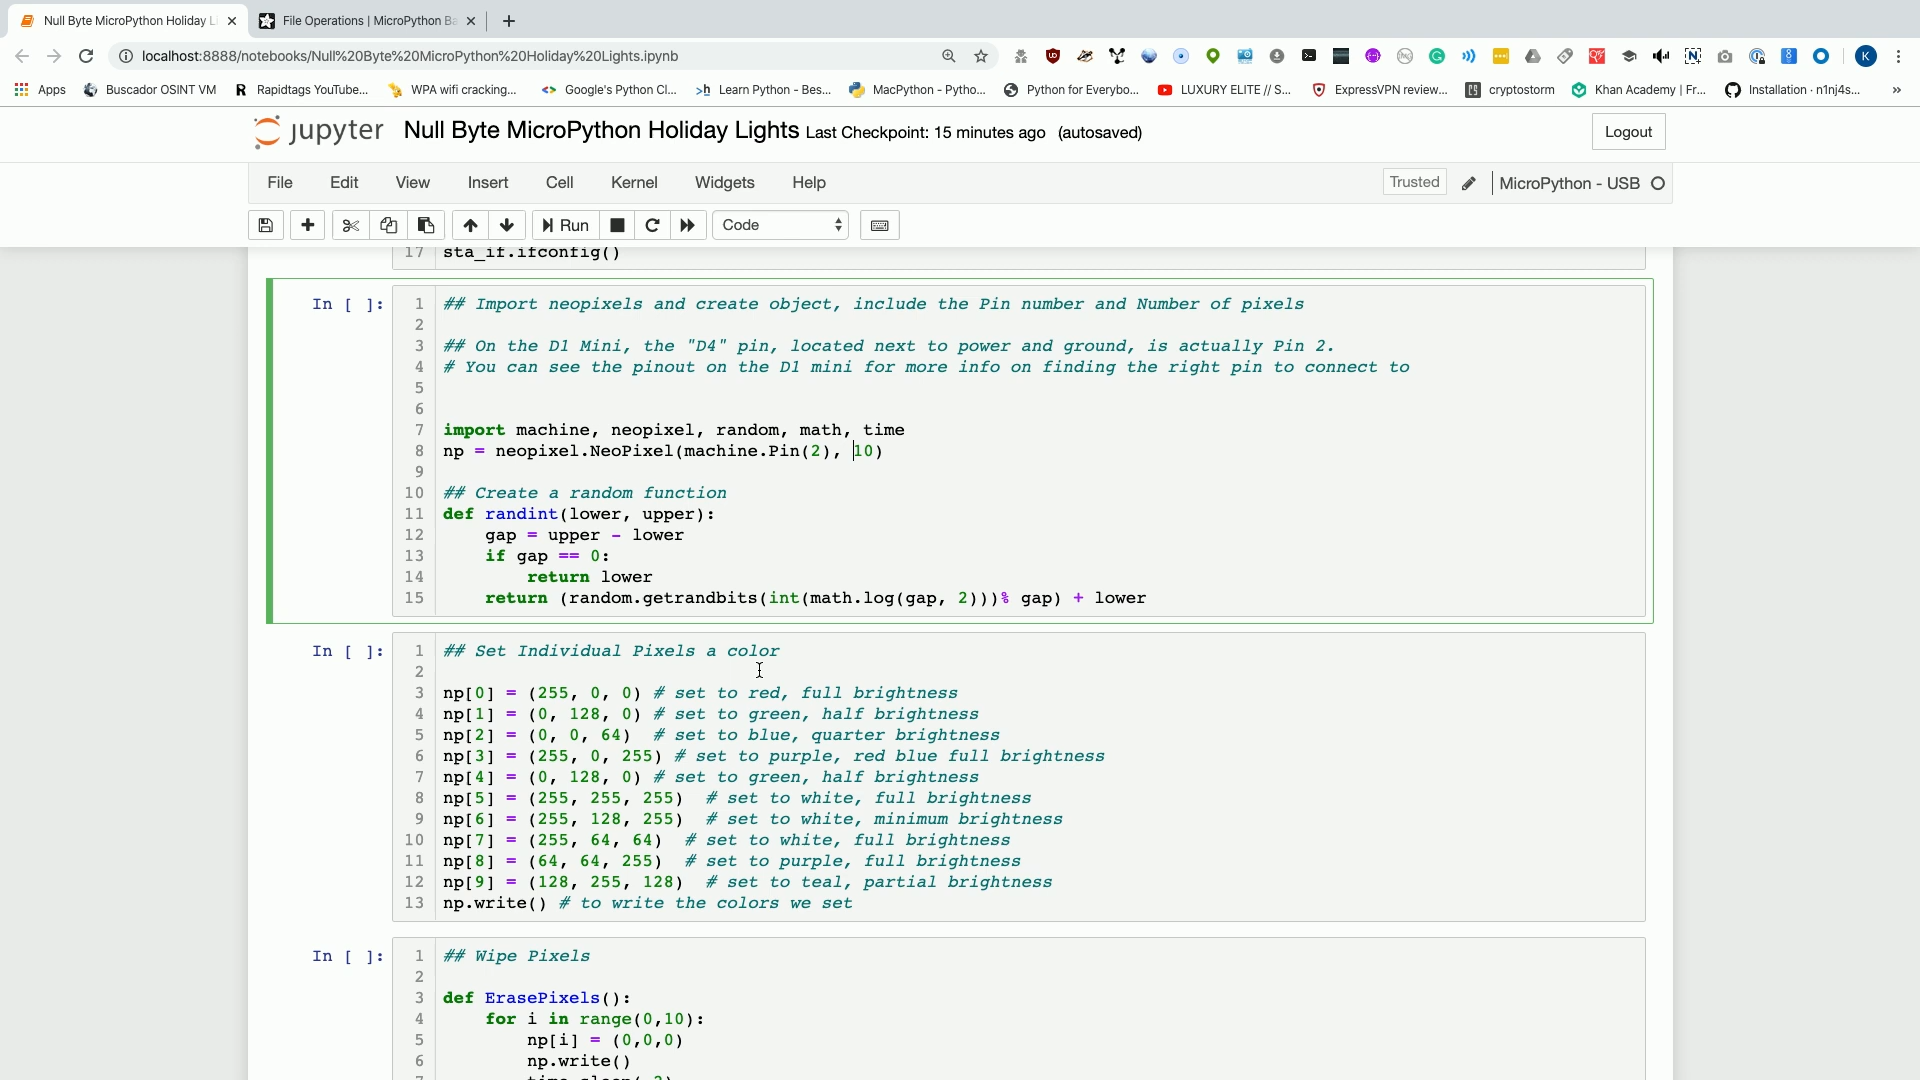 Null Byte MicroPython Holiday L
File Operations | MicroPython Ba
localhost:8888/notebooks/Null%20Byte%20MicroPython%20Holiday%20Lights.ipynb
Apps Buscador OSINT VM Rapidtags YouTube... WPA wifi cracking... Google's Python Cl... Learn Python - Bes... MacPython - Pytho... Python for Everybo... LUXURY ELITE // S... ExpressVPN review... cryptostorm Khan Academy | Fr... Installation · n1nj4s... »
jupyter Null Byte MicroPython Holiday Lights Last Checkpoint: 15 minutes ago (autosaved) Logout
File Edit View Insert Cell Kernel Widgets Help Trusted MicroPython - USB
Run Code
17 sta_if.ifconfig()
In [ ]: 1 ## Import neopixels and create object, include the Pin number and Number of pixels
2
3 ## On the D1 Mini, the "D4" pin, located next to power and ground, is actually Pin 2.
4 # You can see the pinout on the D1 mini for more info on finding the right pin to connect to
5
6
7 import machine, neopixel, random, math, time
8 np = neopixel.NeoPixel(machine.Pin(2), 10)
9
10 ## Create a random function
11 def randint(lower, upper):
12 gap = upper - lower
13 if gap == 0:
14 return lower
15 return (random.getrandbits(int(math.log(gap, 2)))% gap) + lower
In [ ]: 1 ## Set Individual Pixels a color
2
3 np[0] = (255, 0, 0) # set to red, full brightness
4 np[1] = (0, 128, 0) # set to green, half brightness
5 np[2] = (0, 0, 64) # set to blue, quarter brightness
6 np[3] = (255, 0, 255) # set to purple, red blue full brightness
7 np[4] = (0, 128, 0) # set to green, half brightness
8 np[5] = (255, 255, 255) # set to white, full brightness
9 np[6] = (255, 128, 255) # set to white, minimum brightness
10 np[7] = (255, 64, 64) # set to white, full brightness
11 np[8] = (64, 64, 255) # set to purple, full brightness
12 np[9] = (128, 255, 128) # set to teal, partial brightness
13 np.write() # to write the colors we set
In [ ]: 1 ## Wipe Pixels
2
3 def ErasePixels():
4 for i in range(0,10):
5 np[i] = (0,0,0)
6 np.write()